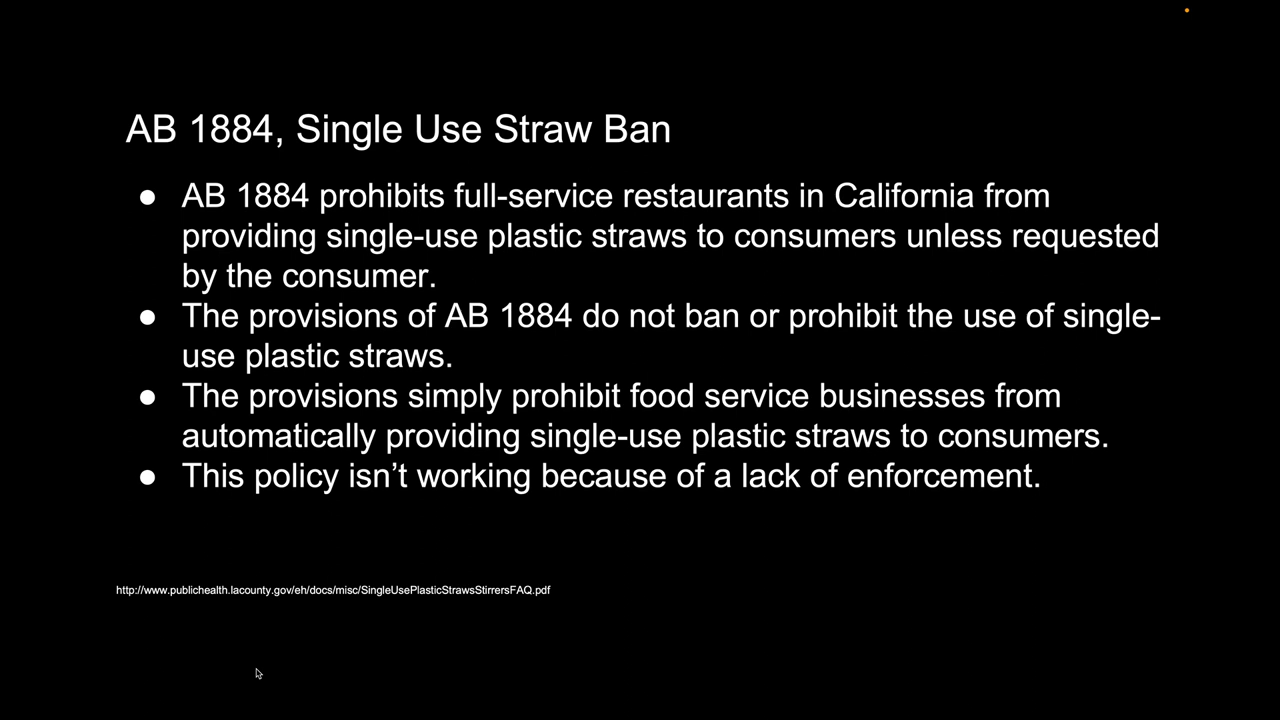 AB 1884, Single Use Straw Ban
● AB 1884 prohibits full-service restaurants in California from
providing single-use plastic straws to consumers unless requested
by the consumer.
● The provisions of AB 1884 do not ban or prohibit the use of single-
use plastic straws.
● The provisions simply prohibit food service businesses from
automatically providing single-use plastic straws to consumers.
● This policy isn’t working because of a lack of enforcement.
http://www.publichealth.lacounty.gov/eh/docs/misc/SingleUsePlasticStrawsStirrersFAQ.pdf